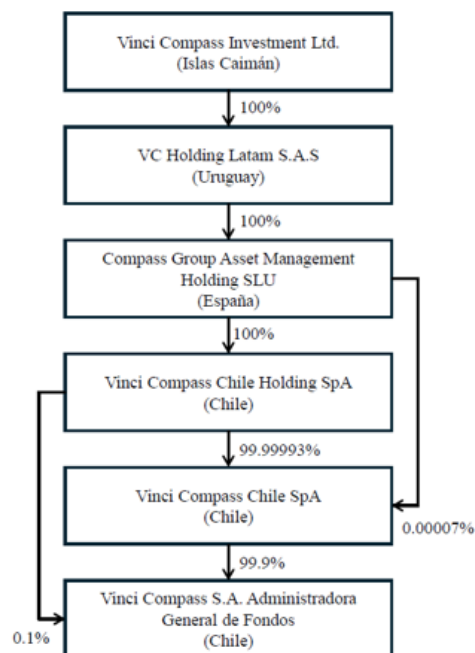 Vinci Compass Investment Ltd.
(Islas Caimán)
100%
VC Holding Latam S.A.S
(Uruguay)
100%
Compass Group Asset Management
Holding SLU
(España)
100%
Vinci Compass Chile Holding SpA
(Chile)
99.99993%
Vinci Compass Chile SpA
(Chile)
0.00007%
99.9%
Vinci Compass S.A. Administradora
General de Fondos
(Chile)
0.1%